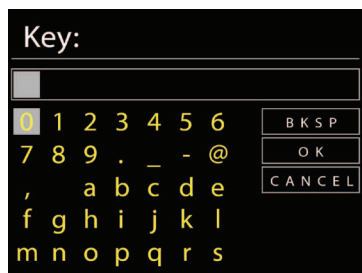 Key:
0 1 2 3 4 5 6
BKSP
7 8 9 . _ - @
OK
, a b c d e
CANCEL
f g h i j k l
m n o p q r s